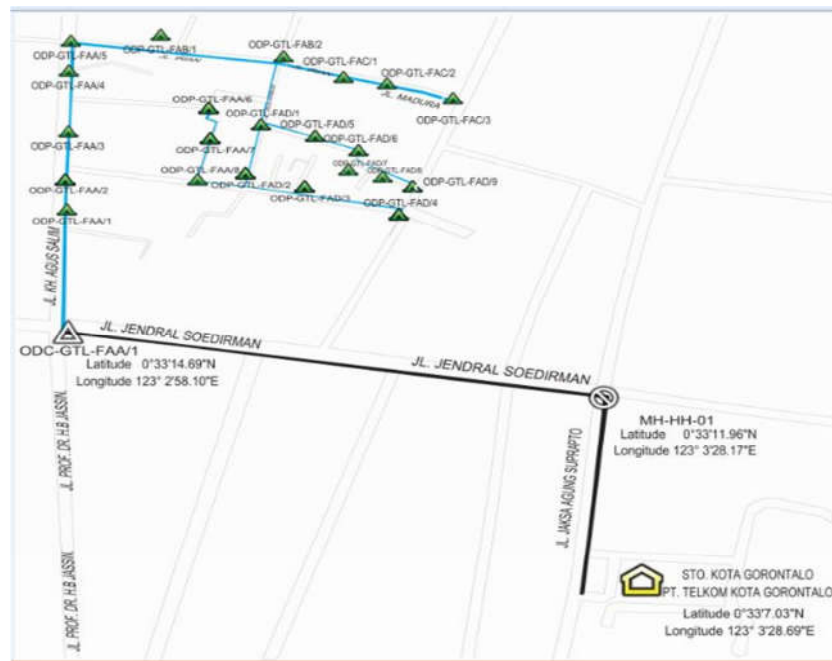 ODP-GTL-FAB/1
ODP-GTL-FAB/2
ODP-GTL-FAA/5
ODP-GTL-FAC/1
ODP-GTL-FAA/4
ODP-GTL-FAC/2
JL. MADURA
ODP-GTL-FAC/3
ODP-GTL-FAA/6
ODP-GTL-FAD/1
ODP-GTL-FAD/5
ODP-GTL-FAD/6
ODP-GTL-FAA/3
ODP-GTL-FAA/7
ODP-GTL-FAD/7
ODP-GTL-FAA/8
ODP-GTL-FAD/8
ODP-GTL-FAD/2
ODP-GTL-FAD/9
ODP-GTL-FAA/2
ODP-GTL-FAD/3
ODP-GTL-FAD/4
ODP-GTL-FAA/1
JL. KH. AGUS SALIM
JL. JENDRAL SOEDIRMAN
ODC-GTL-FAA/1
Latitude 0°33'14.69"N
Longitude 123° 2'58.10"E
JL. JENDRAL SOEDIRMAN
MH-HH-01
Latitude 0°33'11.96"N
Longitude 123° 3'28.17"E
JL. PROF. DR. H.B JASSIN.
JL JAKSA AGUNG SUPRAPTO
JL. PROF. DR. H.B JASSIN.
STO. KOTA GORONTALO
PT. TELKOM KOTA GORONTALO
Latitude 0°33'7.03"N
Longitude 123° 3'28.69"E